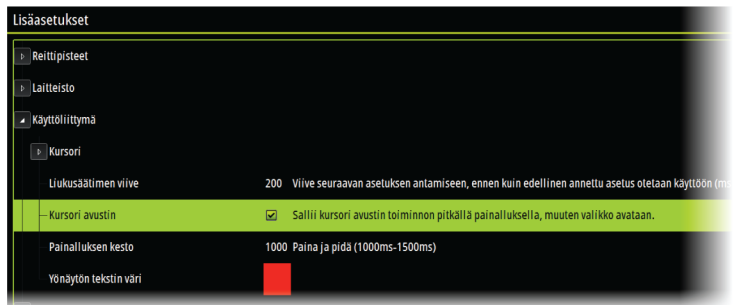 Lisäasetukset
Reittipisteet
Laitteisto
Käyttöliittymä
Kursori
Liukusäätimen viive 200 Viive seuraavan asetuksen antamiseen, ennen kuin edellinen annettu asetus otetaan käyttöön (ms
Kursori avustin Sallii kursori avustin toiminnon pitkällä painalluksella, muuten valikko avataan.
Painalluksen kesto 1000 Paina ja pidä (1000ms-1500ms)
Yönäytön tekstin väri